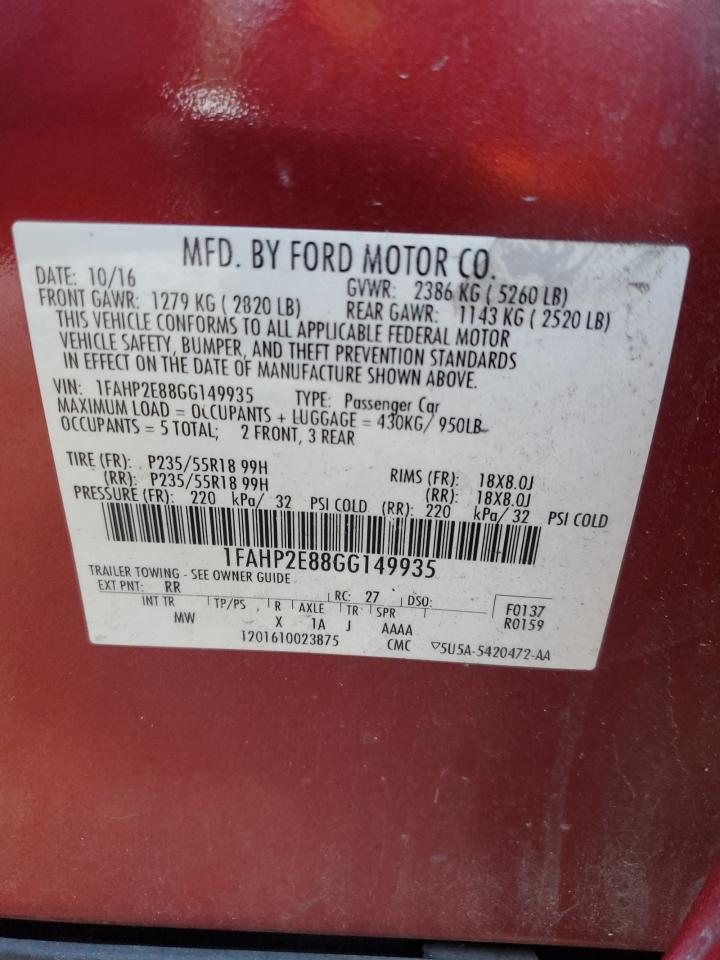 MFD. BY FORD MOTOR CO.
DATE: 10/16 GVWR: 2386 KG ( 5260 LB)
FRONT GAWR: 1279 KG ( 2820 LB) REAR GAWR: 1143 KG ( 2520 LB)
THIS VEHICLE CONFORMS TO ALL APPLICABLE FEDERAL MOTOR
VEHICLE SAFETY, BUMPER, AND THEFT PREVENTION STANDARDS
IN EFFECT ON THE DATE OF MANUFACTURE SHOWN ABOVE.
VIN: 1FAHP2E88GG149935 TYPE: Passenger Car
MAXIMUM LOAD = OCCUPANTS + LUGGAGE = 430KG/ 950LB
OCCUPANTS = 5 TOTAL; 2 FRONT, 3 REAR
TIRE (FR): P235/55R18 99H RIMS (FR): 18X8.0J
(RR): P235/55R18 99H (RR): 18X8.0J
PRESSURE (FR): 220 kPa/ 32 PSI COLD (RR): 220 kPa/ 32 PSI COLD
1FAHP2E88GG149935
TRAILER TOWING - SEE OWNER GUIDE
EXT PNT: RR RC: 27 DSO: F0137
INT TR TP/PS R AXLE TR SPR R0159
MW X 1A J AAAA
1201610023875 CMC ▽5U5A-5420472-AA